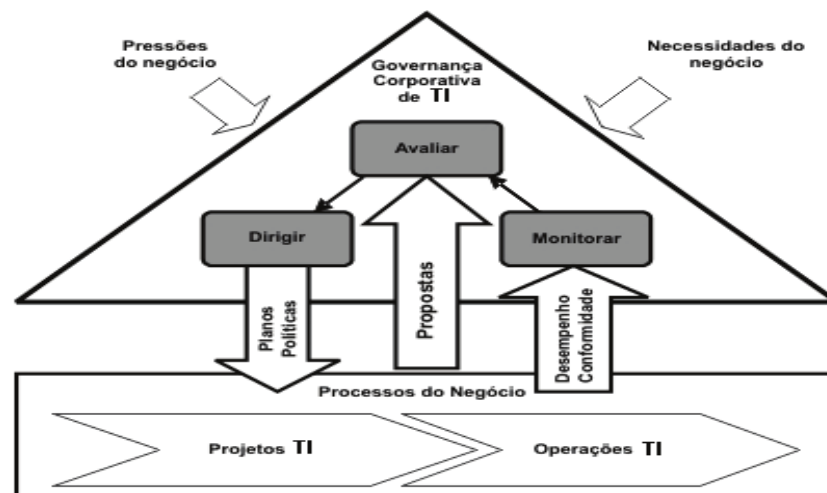 Pressões
do negócio
Necessidades do
negócio
Governança
Corporativa
de TI
Avaliar
Dirigir
Monitorar
Planos
Políticas
Propostas
Desempenho
Conformidade
Processos do Negócio
Projetos TI
Operações TI